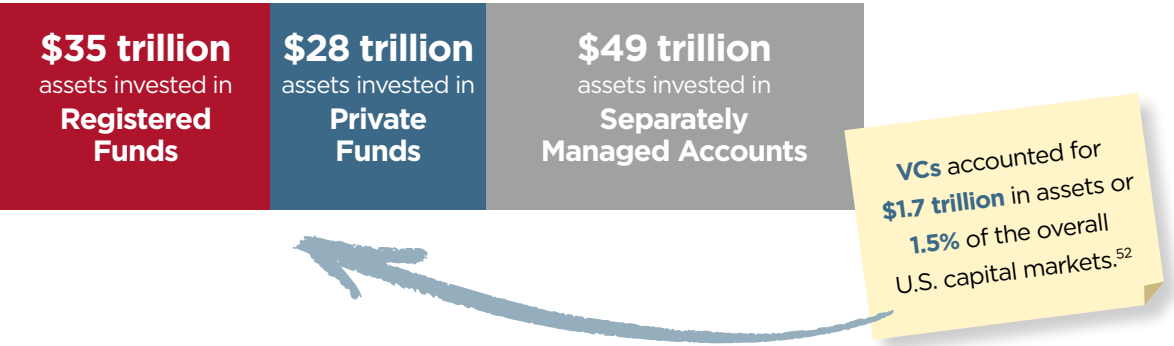 $35 trillion
assets invested in
Registered
Funds
$28 trillion
assets invested in
Private
Funds
$49 trillion
assets invested in
Separately
Managed Accounts
VCs accounted for
$1.7 trillion in assets or
1.5% of the overall
U.S. capital markets.52